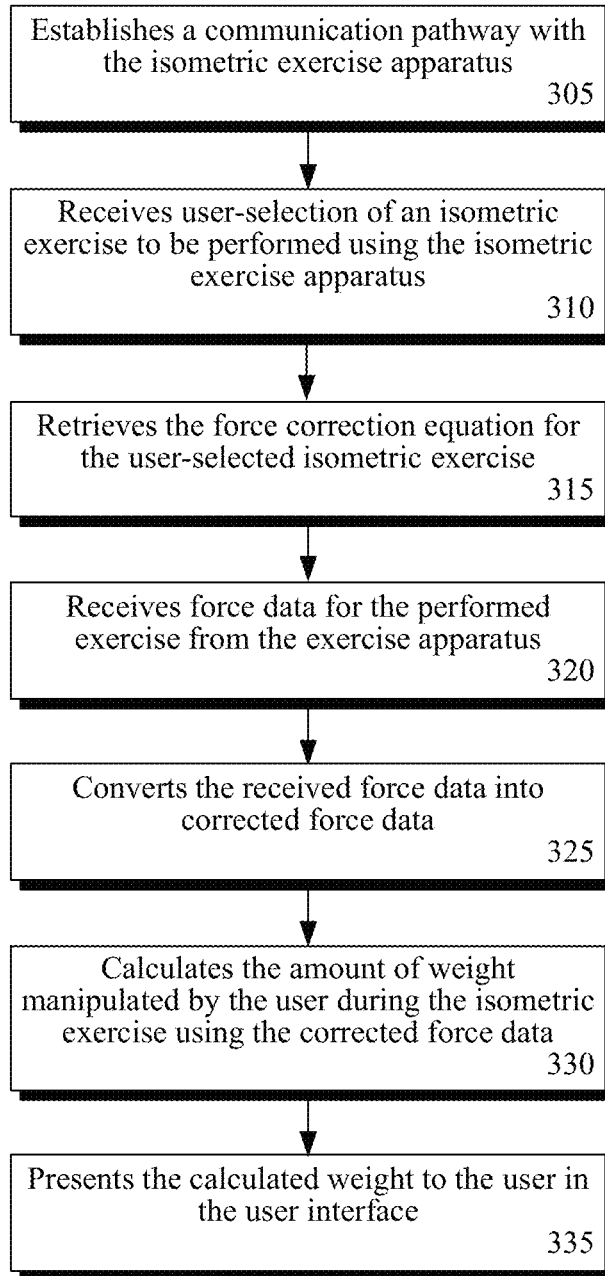 Establishes a communication pathway with
the isometric exercise apparatus
305
Receives user-selection of an isometric
exercise to be performed using the isometric
exercise apparatus
310
Retrieves the force correction equation for
the user-selected isometric exercise
315
Receives force data for the performed
exercise from the exercise apparatus
320
Converts the received force data into
corrected force data
325
Calculates the amount of weight
manipulated by the user during the isometric
exercise using the corrected force data
330
Presents the calculated weight to the user in
the user interface
335